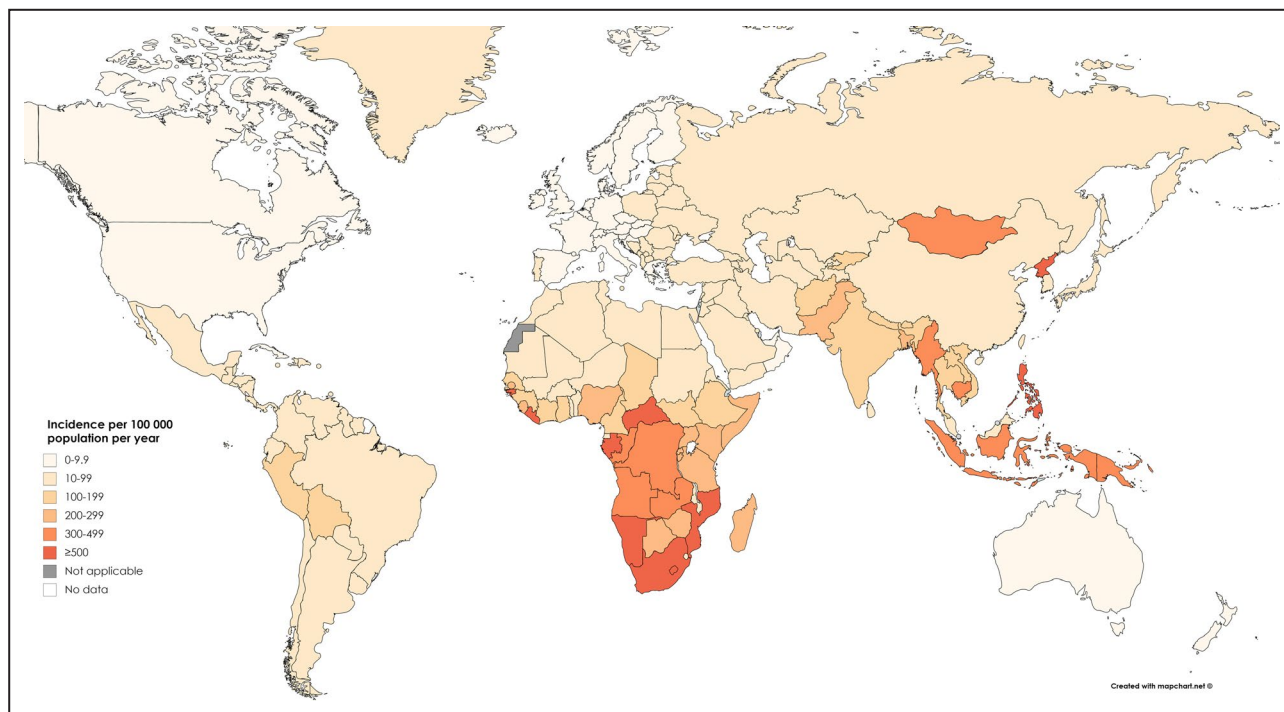 Incidence per 100 000
population per year
0-9.9
10-99
100-199
200-299
300-499
≥500
Not applicable
No data
Created with mapchart.net ©